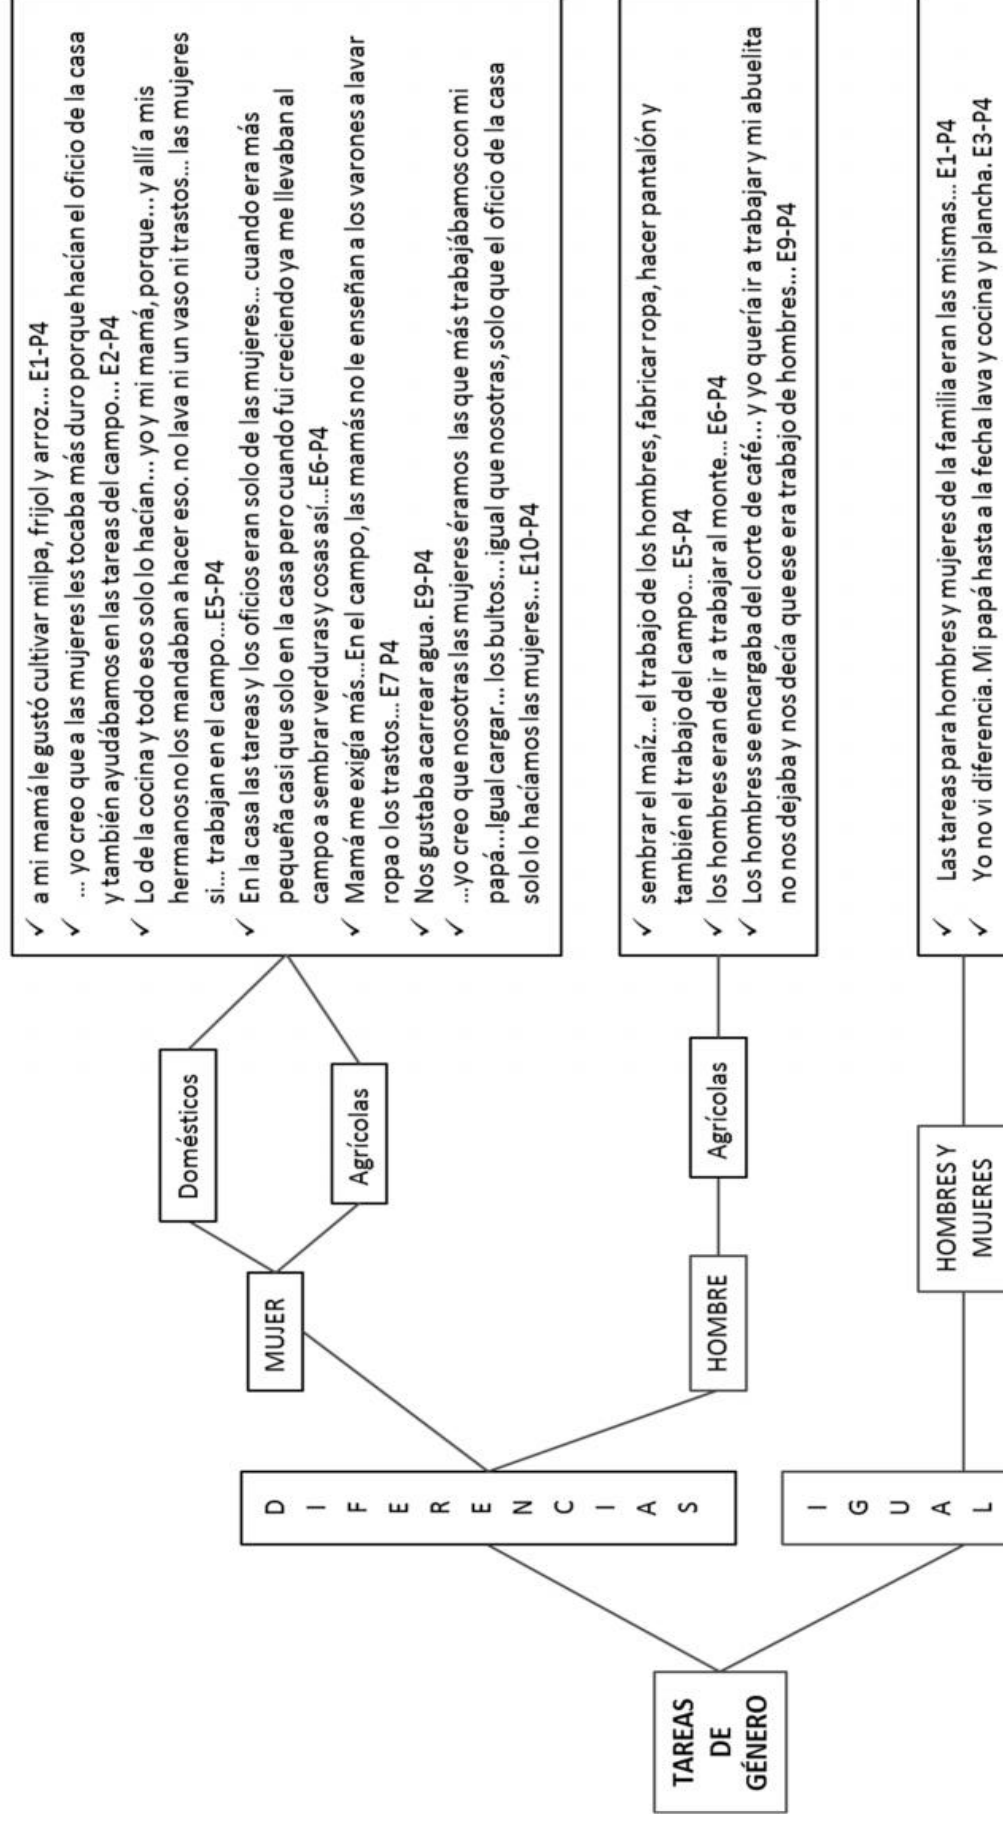 TAREAS
DE
GÉNERO
DIFERENCIAS
MUJER
Domésticos
Agrícolas
✓ a mi mamá le gustó cultivar milpa, frijol y arroz... E1-P4
✓ ... yo creo que a las mujeres les tocaba más duro porque hacían el oficio de la casa
y también ayudábamos en las tareas del campo... E2-P4
✓ Lo de la cocina y todo eso solo lo hacían... yo y mi mamá, porque...y allí a mis
hermanos no los mandaban a hacer eso. no lava ni un vaso ni trastos... las mujeres
si... trabajan en el campo...E5-P4
✓ En la casa las tareas y los oficios eran solo de las mujeres... cuando era más
pequeña casi que solo en la casa pero cuando fui creciendo ya me llevaban al
campo a sembrar verduras y cosas así...E6-P4
✓ Mamá me exigía más...En el campo, las mamás no le enseñan a los varones a lavar
ropa o los trastos... E7 P4
✓ Nos gustaba acarrear agua. E9-P4
✓ ...yo creo que nosotras las mujeres éramos las que más trabajábamos con mi
papá...Igual cargar... los bultos...igual que nosotras, solo que el oficio de la casa
solo lo hacíamos las mujeres... E10-P4
HOMBRE
Agrícolas
✓ sembrar el maíz... el trabajo de los hombres, fabricar ropa, hacer pantalón y
también el trabajo del campo... E5-P4
✓ los hombres eran de ir a trabajar al monte... E6-P4
✓ Los hombres se encargaba del corte de café... y yo quería ir a trabajar y mi abuelita
no nos dejaba y nos decía que ese era trabajo de hombres... E9-P4
IGUAL
HOMBRES Y
MUJERES
✓ Las tareas para hombres y mujeres de la familia eran las mismas... E1-P4
✓ Yo no vi diferencia. Mi papá hasta a la fecha lava y cocina y plancha. E3-P4